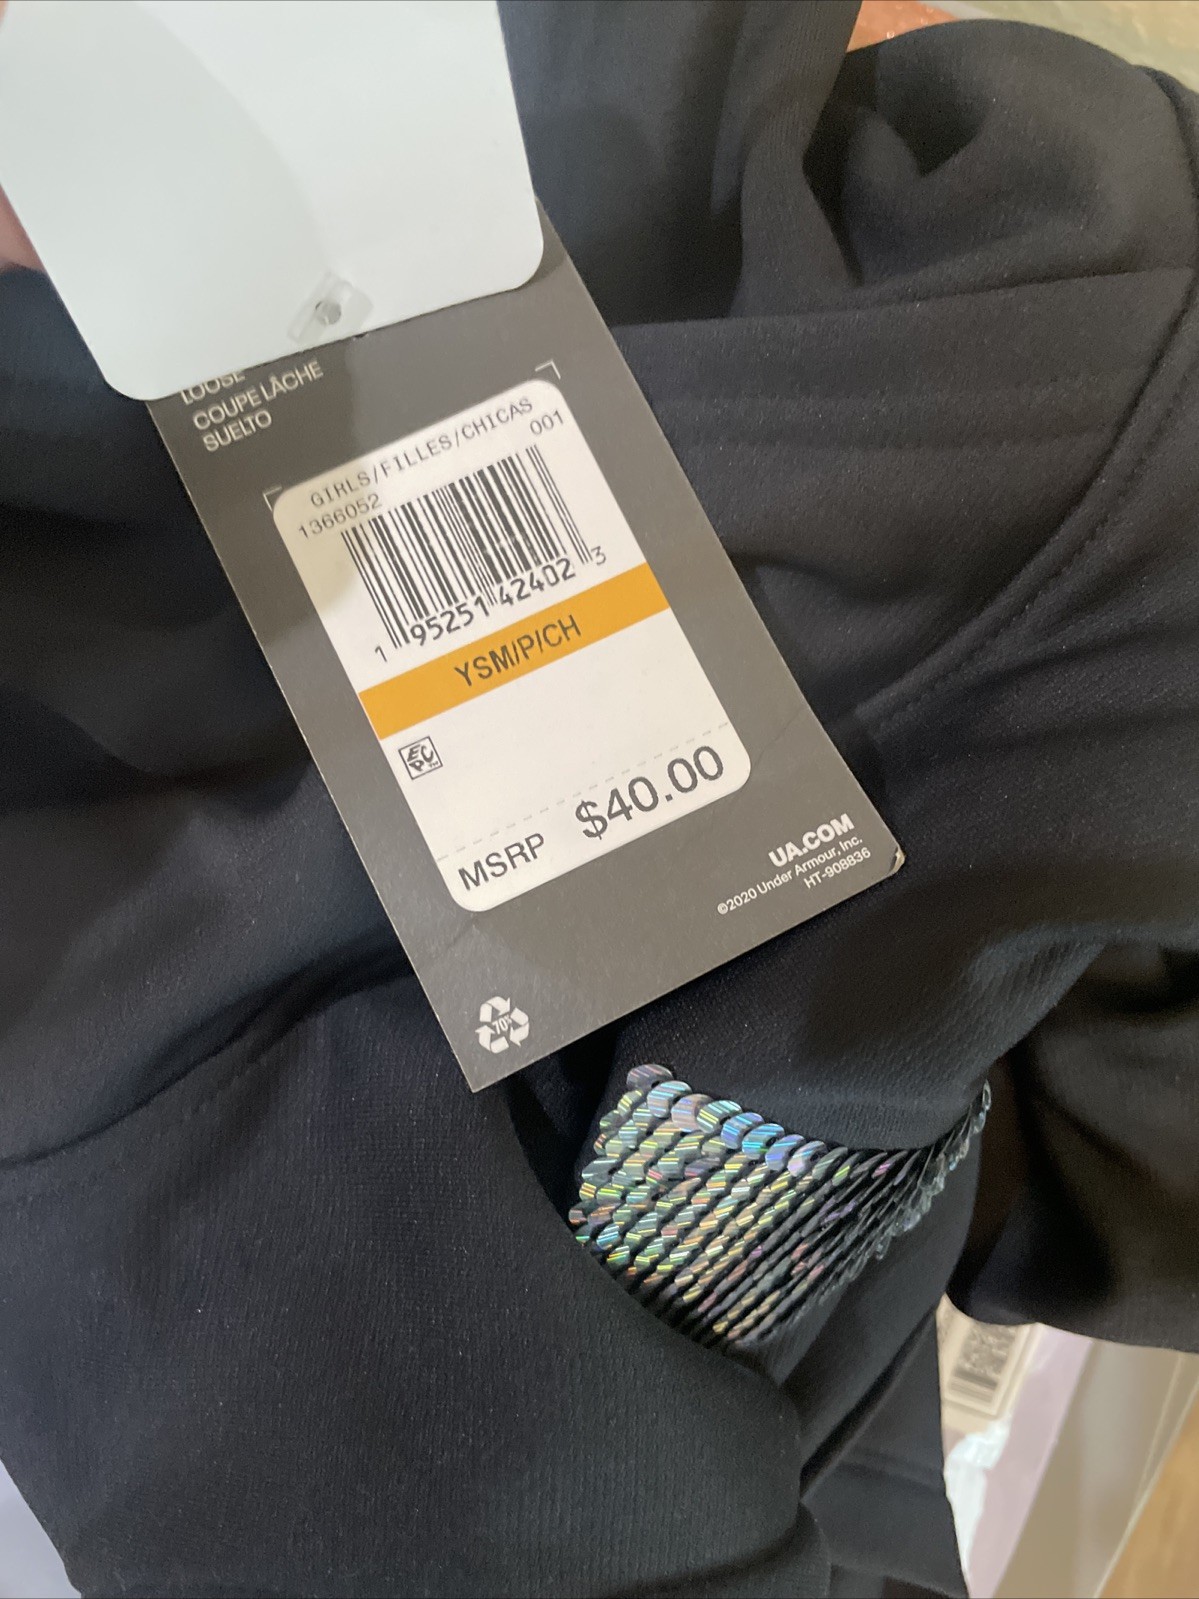 LOOSE
COUPE LÂCHE
SUELTO
GIRLS/FILLES/CHICAS
1366052 001
1 95251 42402 3
YSM/P/CH
ECPC™
MSRP $40.00
UA.COM
©2020 Under Armour, Inc.
HT-908836
70%